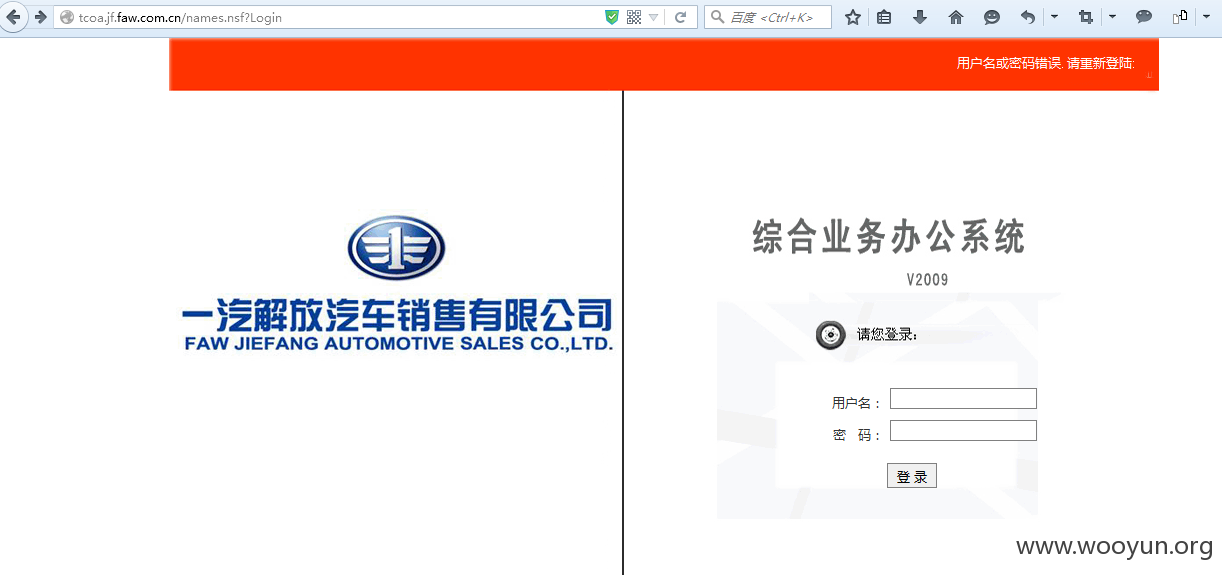 tcoa.jf.faw.com.cn/names.nsf?Login
百度 <Ctrl+K>
用户名或密码错误. 请重新登陆.
综合业务办公系统
V2009
一汽解放汽车销售有限公司
FAW JIEFANG AUTOMOTIVE SALES CO.,LTD.
请您登录：
用户名：
密 码：
登 录
www.wooyun.org